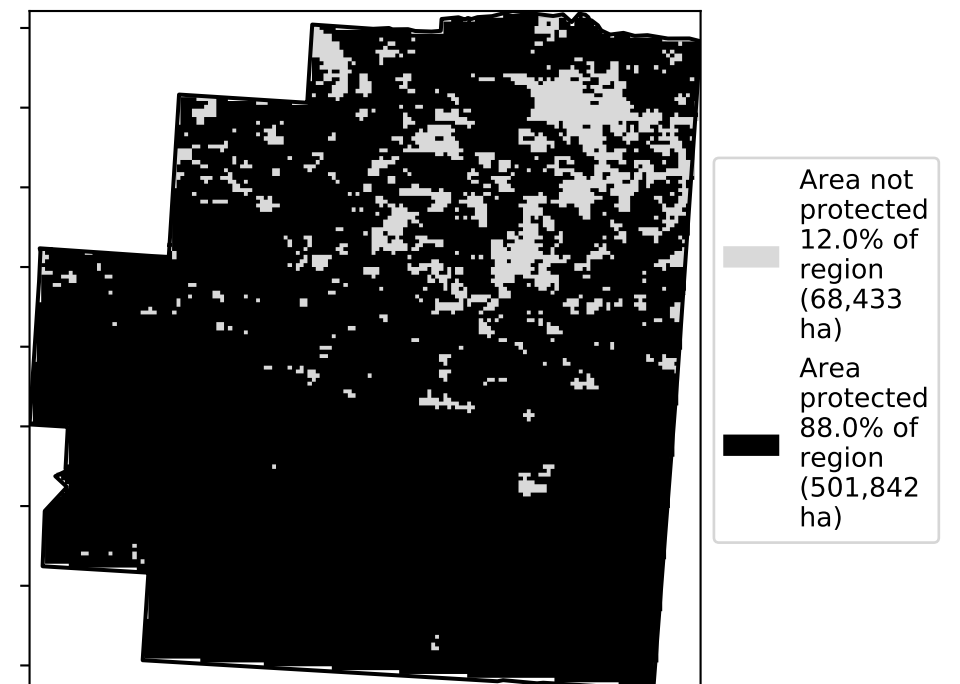 Area not
protected
12.0% of
region
(68,433
ha)
Area
protected
88.0% of
region
(501,842
ha)